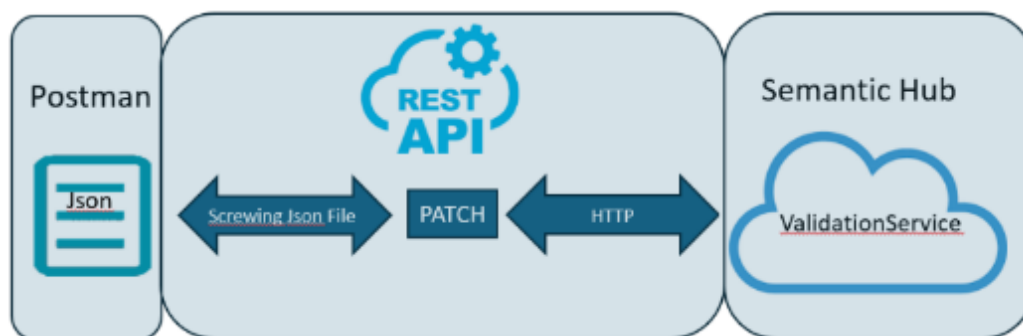 Postman
Json
REST
API
Screwing Json File
PATCH
HTTP
Semantic Hub
ValidationService